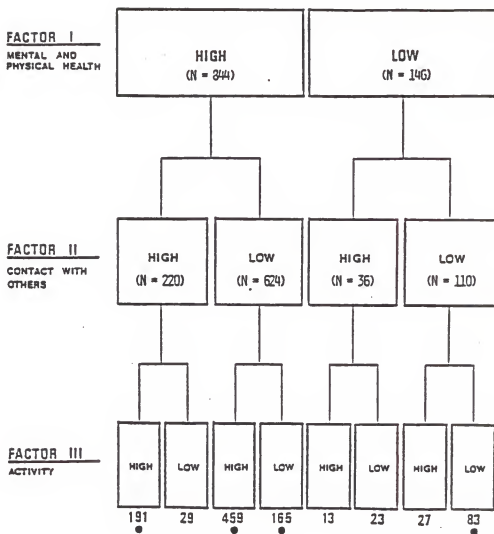 FACTOR I
MENTAL AND
PHYSICAL HEALTH
HIGH
(N = 844)
LOW
(N = 146)
FACTOR II
CONTACT WITH
OTHERS
HIGH
(N = 220)
LOW
(N = 624)
HIGH
(N = 36)
LOW
(N = 110)
FACTOR III
ACTIVITY
HIGH LOW HIGH LOW HIGH LOW HIGH LOW
191 29 459 165 13 23 27 83